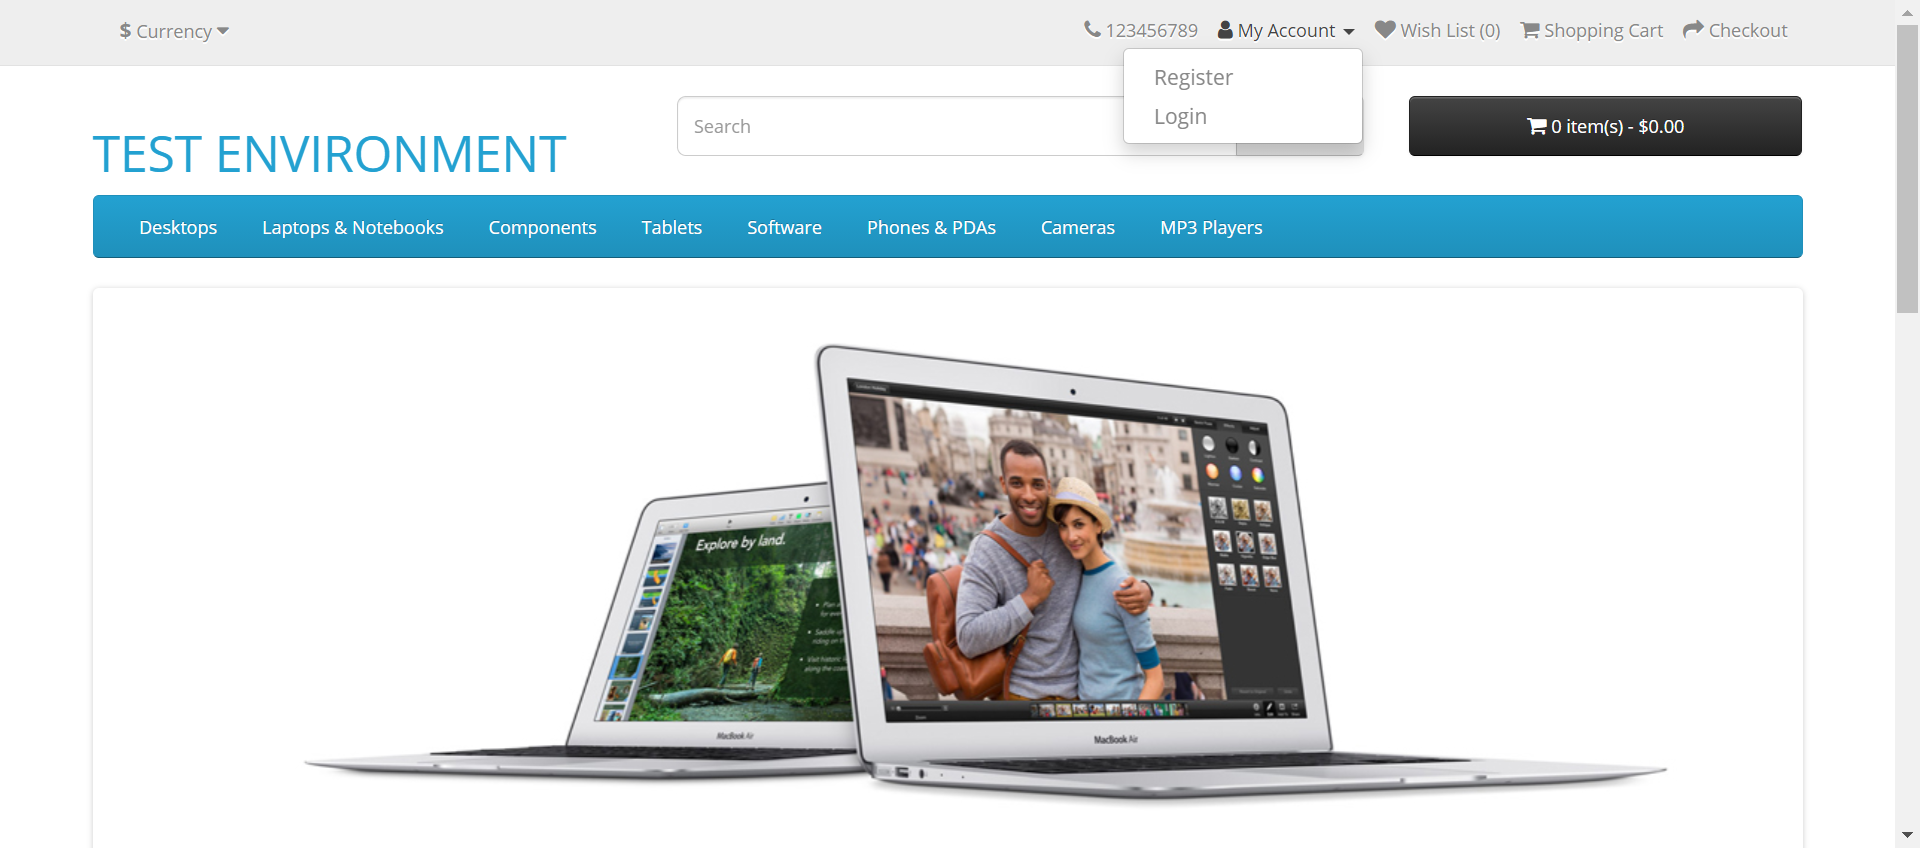 $ Currency
123456789 My Account Wish List (0) Shopping Cart Checkout
Register
Login
Search
0 item(s) - $0.00
TEST ENVIRONMENT
Desktops Laptops & Notebooks Components Tablets Software Phones & PDAs Cameras MP3 Players
Explore by land.
MacBook Air
MacBook Air